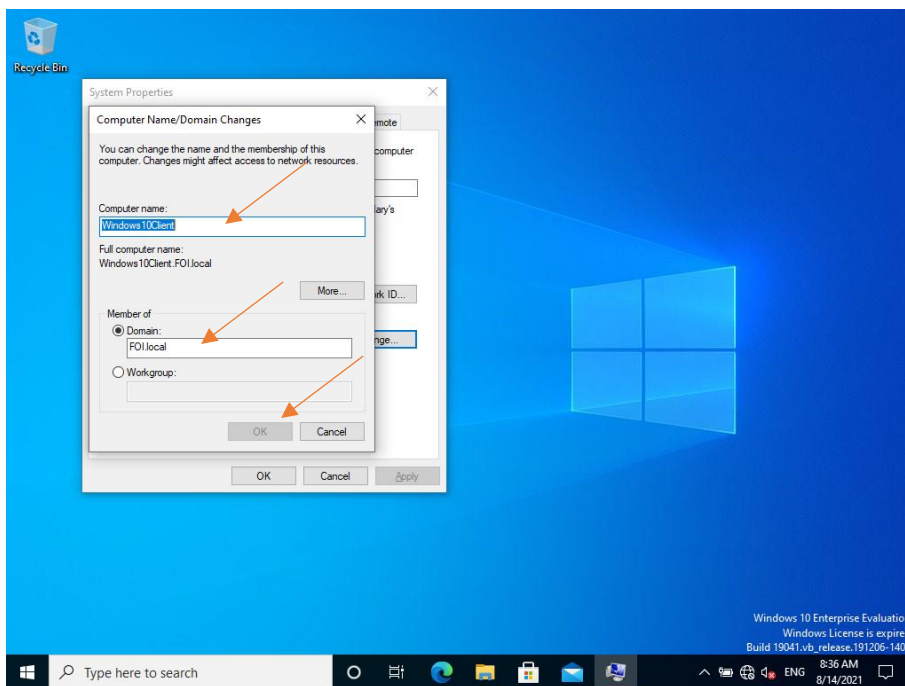 Recycle Bin
System Properties
Computer Name/Domain Changes
emote
You can change the name and the membership of this
computer. Changes might affect access to network resources.
computer
Computer name:
ary's
Windows10Client
Full computer name:
Windows10Client.FOI.local
More...
rk ID...
Member of
Domain:
FOI.local
nge...
Workgroup:
OK
Cancel
OK
Cancel
Apply
Windows 10 Enterprise Evaluatio
Windows License is expire
Build 19041.vb_release.191206-140
Type here to search
ENG
8:36 AM
8/14/2021